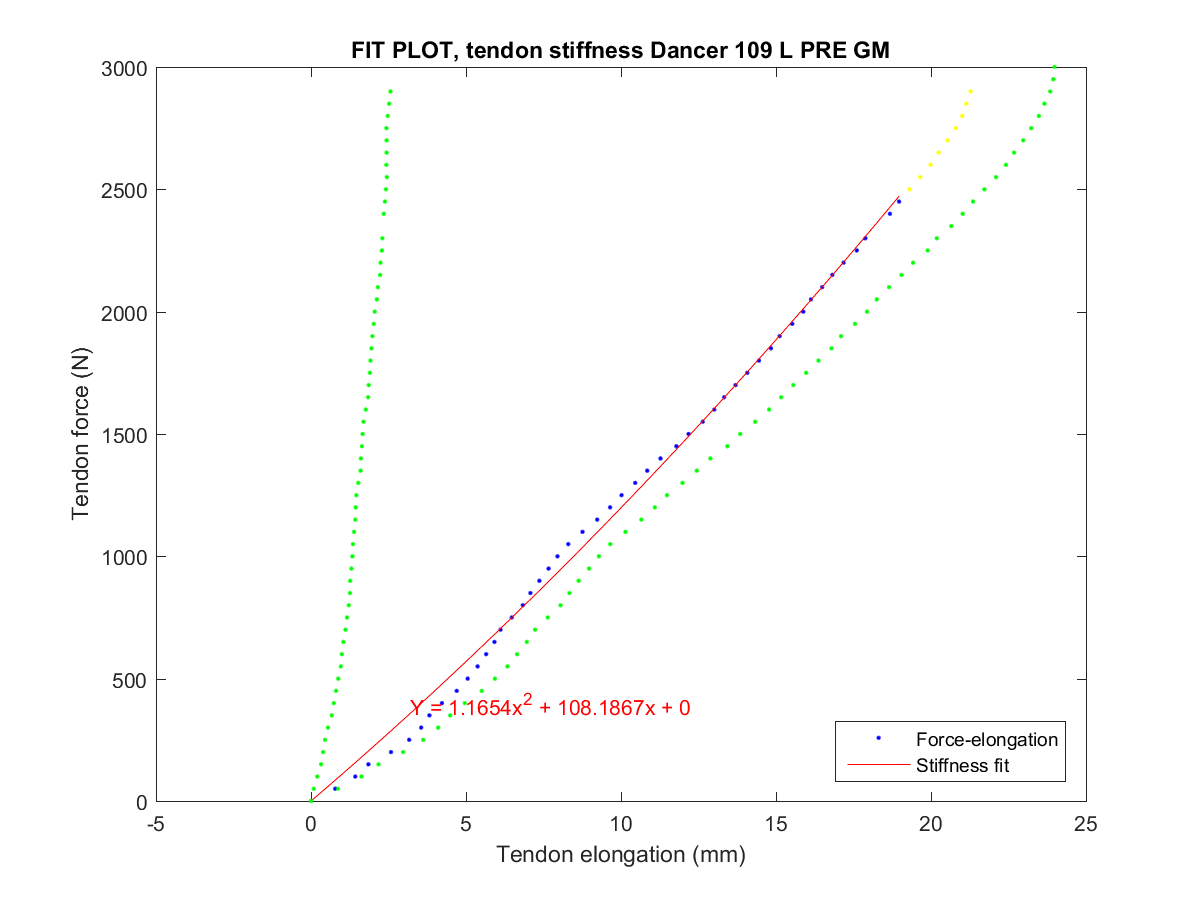 FIT PLOT, tendon stiffness Dancer 109 L PRE GM
3000
2500
2000
1500
1000
500
0
Tendon force (N)
Y = 1.1654x² + 108.1867x + 0
Force-elongation
Stiffness fit
-5 0 5 10 15 20 25
Tendon elongation (mm)